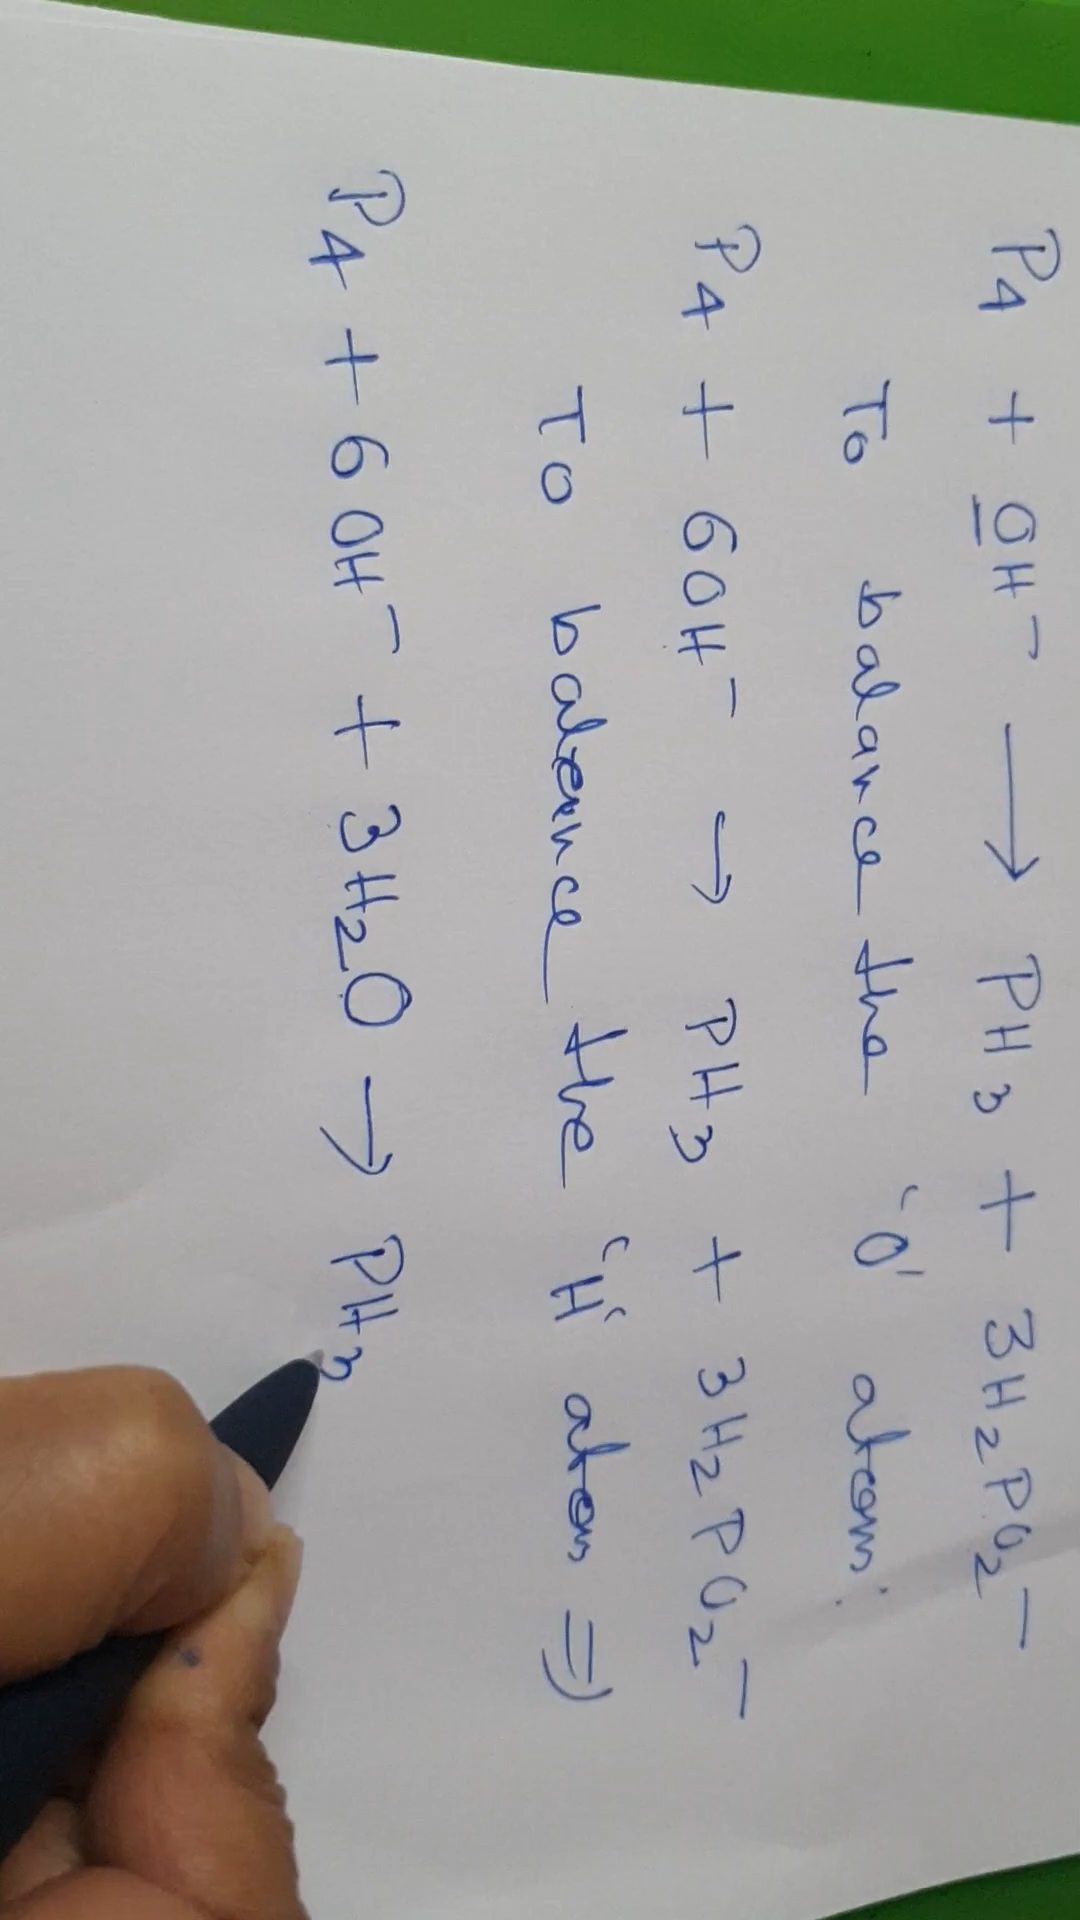 P₄ + OH⁻ → PH₃ + 3H₂PO₂⁻
To balance the 'O' atom.
P₄ + 6OH⁻ → PH₃ + 3H₂PO₂⁻
To balence the "H" atom ⇒
P₄ + 6OH⁻ + 3H₂O → PH₃